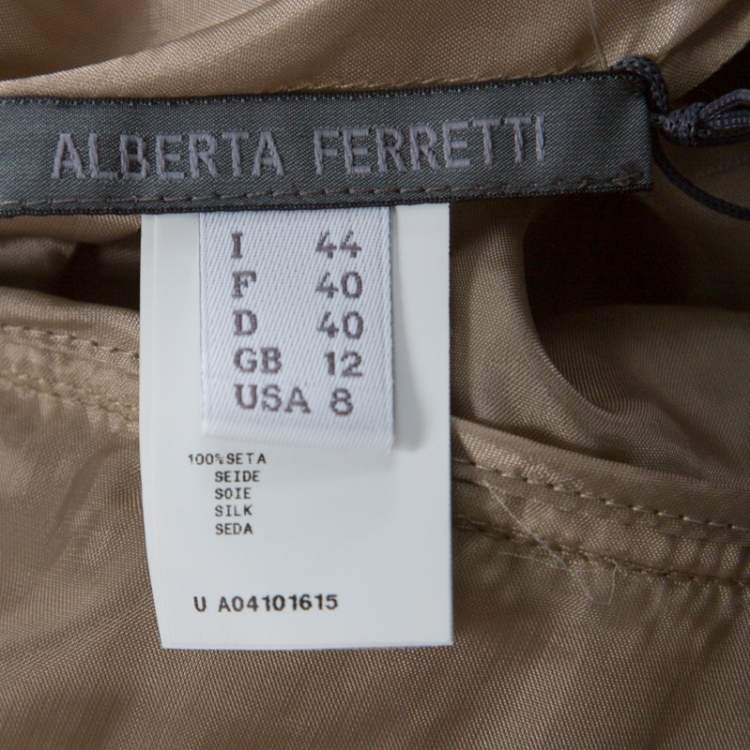 ALBERTA FERRETTI
I 44
F 40
D 40
GB 12
USA 8
100%SETA
SEIDE
SOIE
SILK
SEDA
U A04101615